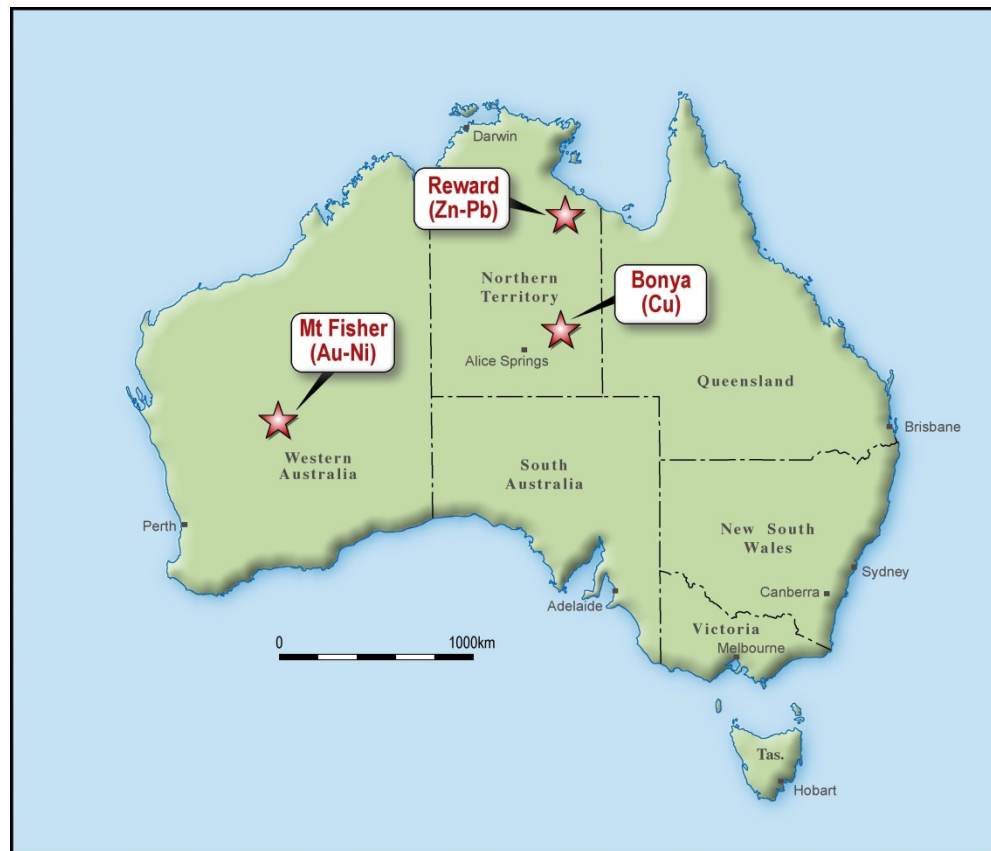 Darwin
Reward
(Zn-Pb)
Northern
Territory
Bonya
(Cu)
Mt Fisher
(Au-Ni)
Alice Springs
Queensland
Brisbane
Western
Australia
South
Australia
Perth
New South
Wales
Sydney
Canberra
Adelaide
Victoria
Melbourne
0 1000km
Tas.
Hobart